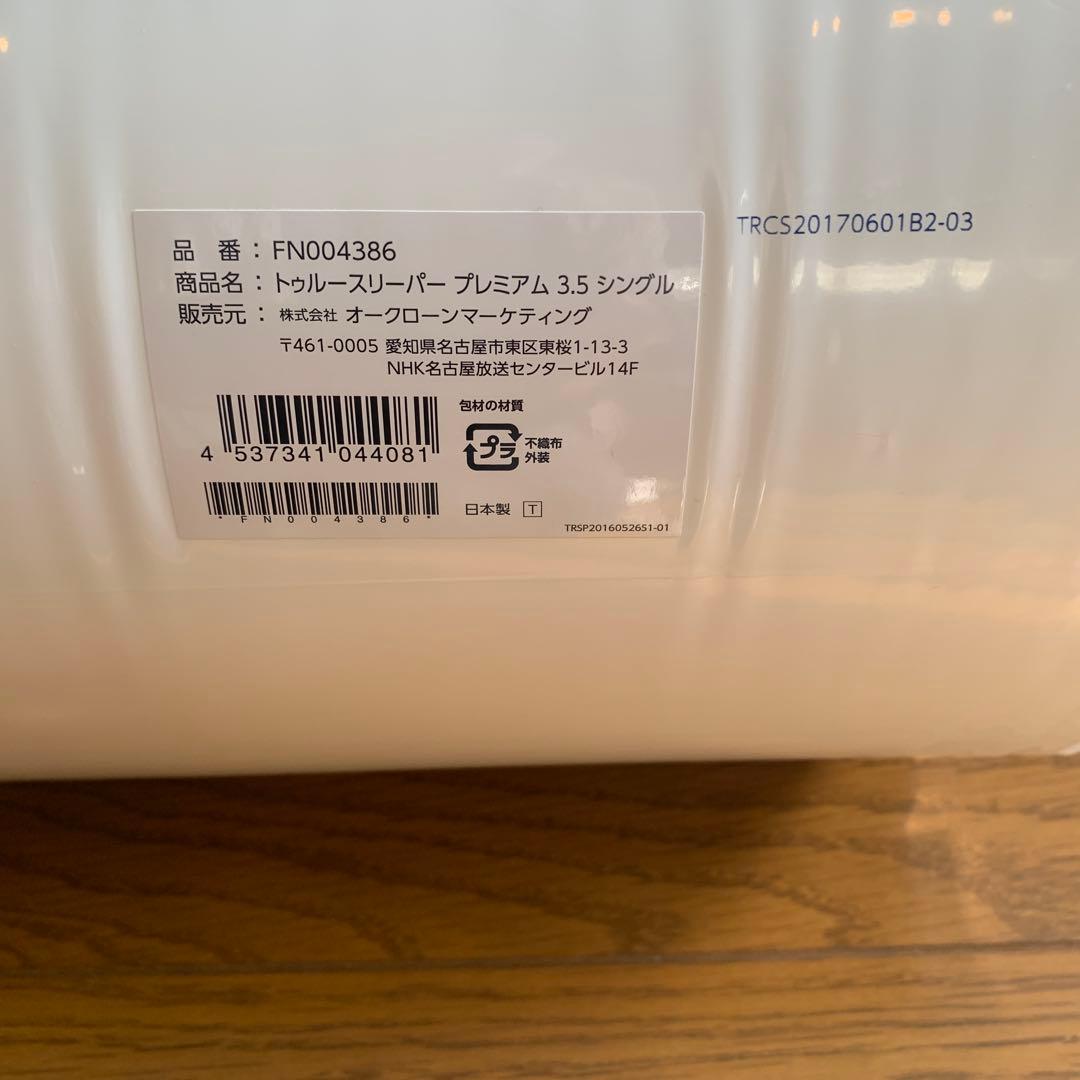 品 番 : FN004386
商品名 : トゥルースリーパー プレミアム 3.5 シングル
販売元 : 株式会社 オークローンマーケティング
〒461-0005 愛知県名古屋市東区東桜1-13-3
NHK名古屋放送センタービル14F
4 537341 044081
包材の材質
プラ
不織布
外装
*FN004386*
日本製 T
TRSP20160526S1-01
TRCS20170601B2-03